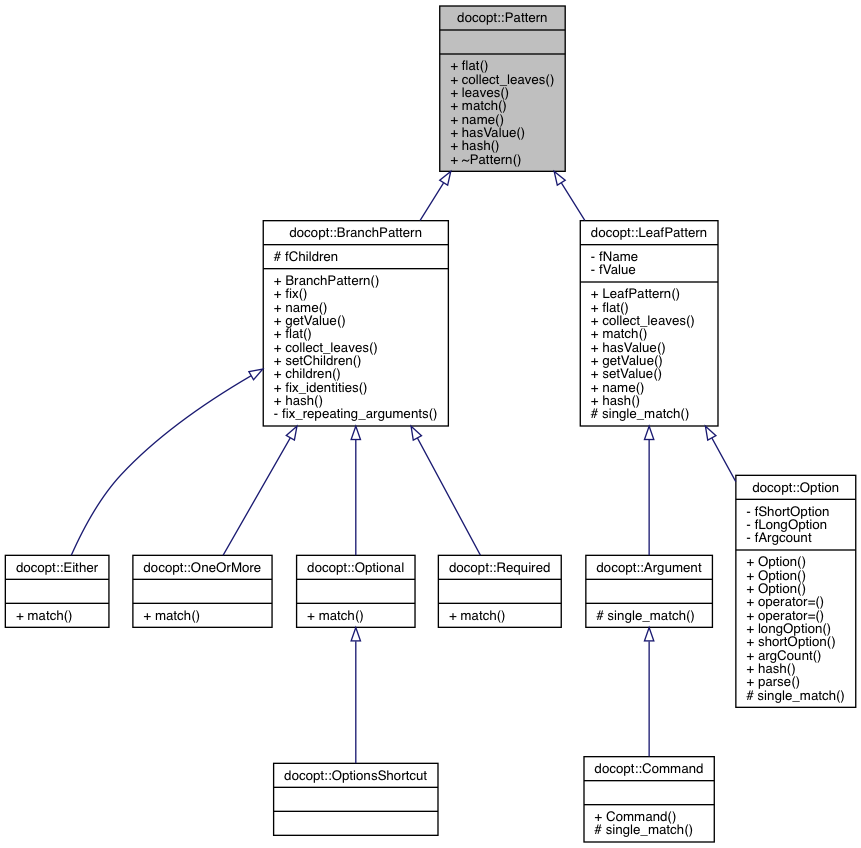 docopt::Pattern
+ flat()
+ collect_leaves()
+ leaves()
+ match()
+ name()
+ hasValue()
+ hash()
+ ~Pattern()
docopt::BranchPattern
# fChildren
+ BranchPattern()
+ fix()
+ name()
+ getValue()
+ flat()
+ collect_leaves()
+ setChildren()
+ children()
+ fix_identities()
+ hash()
- fix_repeating_arguments()
docopt::LeafPattern
- fName
- fValue
+ LeafPattern()
+ flat()
+ collect_leaves()
+ match()
+ hasValue()
+ getValue()
+ setValue()
+ name()
+ hash()
# single_match()
docopt::Either
+ match()
docopt::OneOrMore
+ match()
docopt::Optional
+ match()
docopt::Required
+ match()
docopt::Argument
# single_match()
docopt::Option
- fShortOption
- fLongOption
- fArgcount
+ Option()
+ Option()
+ Option()
+ operator=()
+ operator=()
+ longOption()
+ shortOption()
+ argCount()
+ hash()
+ parse()
# single_match()
docopt::OptionsShortcut
docopt::Command
+ Command()
# single_match()